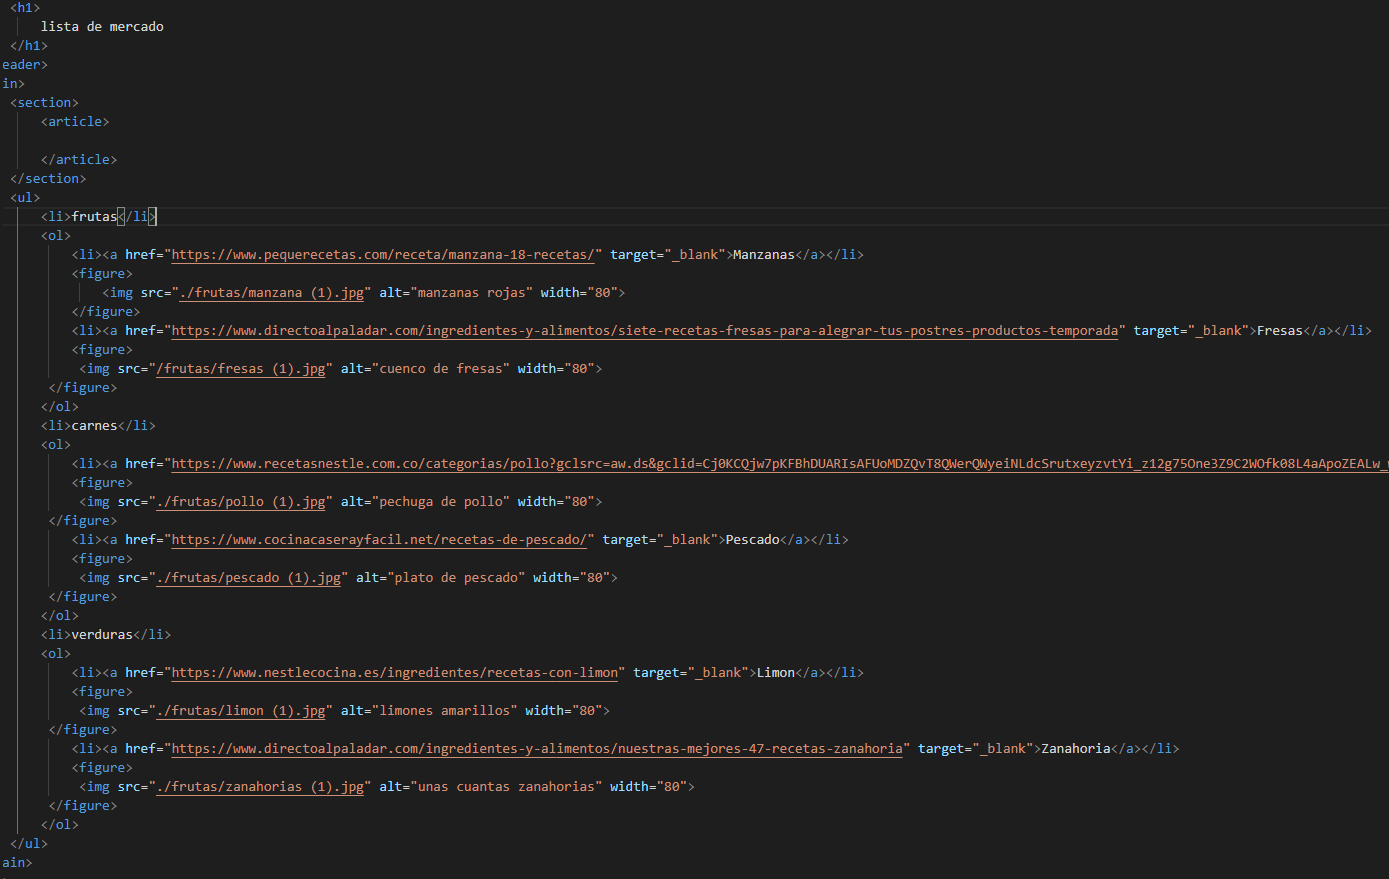 <h1>
lista de mercado
</h1>
eader>
in>
<section>
<article>
</article>
</section>
<ul>
<li>frutas</li>
<ol>
<li><a href="https://www.pequerecetas.com/receta/manzana-18-recetas/" target="_blank">Manzanas</a></li>
<figure>
<img src="./frutas/manzana (1).jpg" alt="manzanas rojas" width="80">
</figure>
<li><a href="https://www.directoalpaladar.com/ingredientes-y-alimentos/siete-recetas-fresas-para-alegrar-tus-postres-productos-temporada" target="_blank">Fresas</a></li>
<figure>
<img src="/frutas/fresas (1).jpg" alt="cuenco de fresas" width="80">
</figure>
</ol>
<li>carnes</li>
<ol>
<li><a href="https://www.recetasnestle.com.co/categorias/pollo?gclsrc=aw.ds&gclid=Cj0KCQjw7pKFBhDUARIsAFUoMDZQvT8QWerQWyeiNLdcSrutxeyzvtYi_z12g75One3Z9C2WOfk08L4aApoZEALw_
<figure>
<img src="./frutas/pollo (1).jpg" alt="pechuga de pollo" width="80">
</figure>
<li><a href="https://www.cocinacaserayfacil.net/recetas-de-pescado/" target="_blank">Pescado</a></li>
<figure>
<img src="./frutas/pescado (1).jpg" alt="plato de pescado" width="80">
</figure>
</ol>
<li>verduras</li>
<ol>
<li><a href="https://www.nestlecocina.es/ingredientes/recetas-con-limon" target="_blank">Limon</a></li>
<figure>
<img src="./frutas/limon (1).jpg" alt="limones amarillos" width="80">
</figure>
<li><a href="https://www.directoalpaladar.com/ingredientes-y-alimentos/nuestras-mejores-47-recetas-zanahoria" target="_blank">Zanahoria</a></li>
<figure>
<img src="./frutas/zanahorias (1).jpg" alt="unas cuantas zanahorias" width="80">
</figure>
</ol>
</ul>
ain>